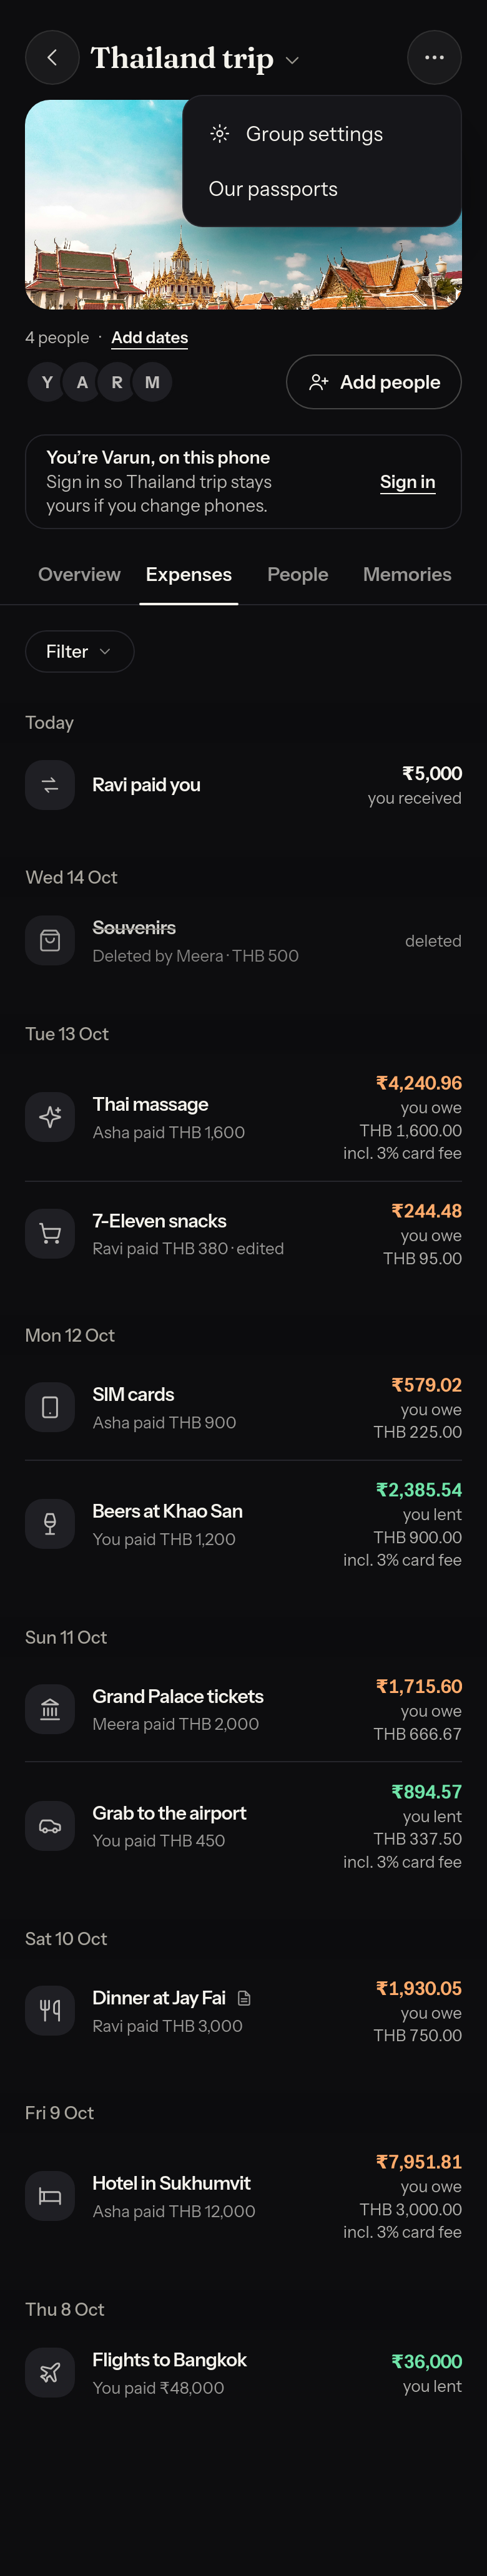 Thailand trip
Group settings
Our passports
4 people · Add dates
Y A R M
Add people
You’re Varun, on this phone
Sign in so Thailand trip stays
yours if you change phones.
Sign in
Overview Expenses People Memories
Filter
Today
Ravi paid you
₹5,000
you received
Wed 14 Oct
Souvenirs
Deleted by Meera · THB 500
deleted
Tue 13 Oct
Thai massage
Asha paid THB 1,600
₹4,240.96
you owe
THB 1,600.00
incl. 3% card fee
7-Eleven snacks
Ravi paid THB 380 · edited
₹244.48
you owe
THB 95.00
Mon 12 Oct
SIM cards
Asha paid THB 900
₹579.02
you owe
THB 225.00
Beers at Khao San
You paid THB 1,200
₹2,385.54
you lent
THB 900.00
incl. 3% card fee
Sun 11 Oct
Grand Palace tickets
Meera paid THB 2,000
₹1,715.60
you owe
THB 666.67
Grab to the airport
You paid THB 450
₹894.57
you lent
THB 337.50
incl. 3% card fee
Sat 10 Oct
Dinner at Jay Fai
Ravi paid THB 3,000
₹1,930.05
you owe
THB 750.00
Fri 9 Oct
Hotel in Sukhumvit
Asha paid THB 12,000
₹7,951.81
you owe
THB 3,000.00
incl. 3% card fee
Thu 8 Oct
Flights to Bangkok
You paid ₹48,000
₹36,000
you lent